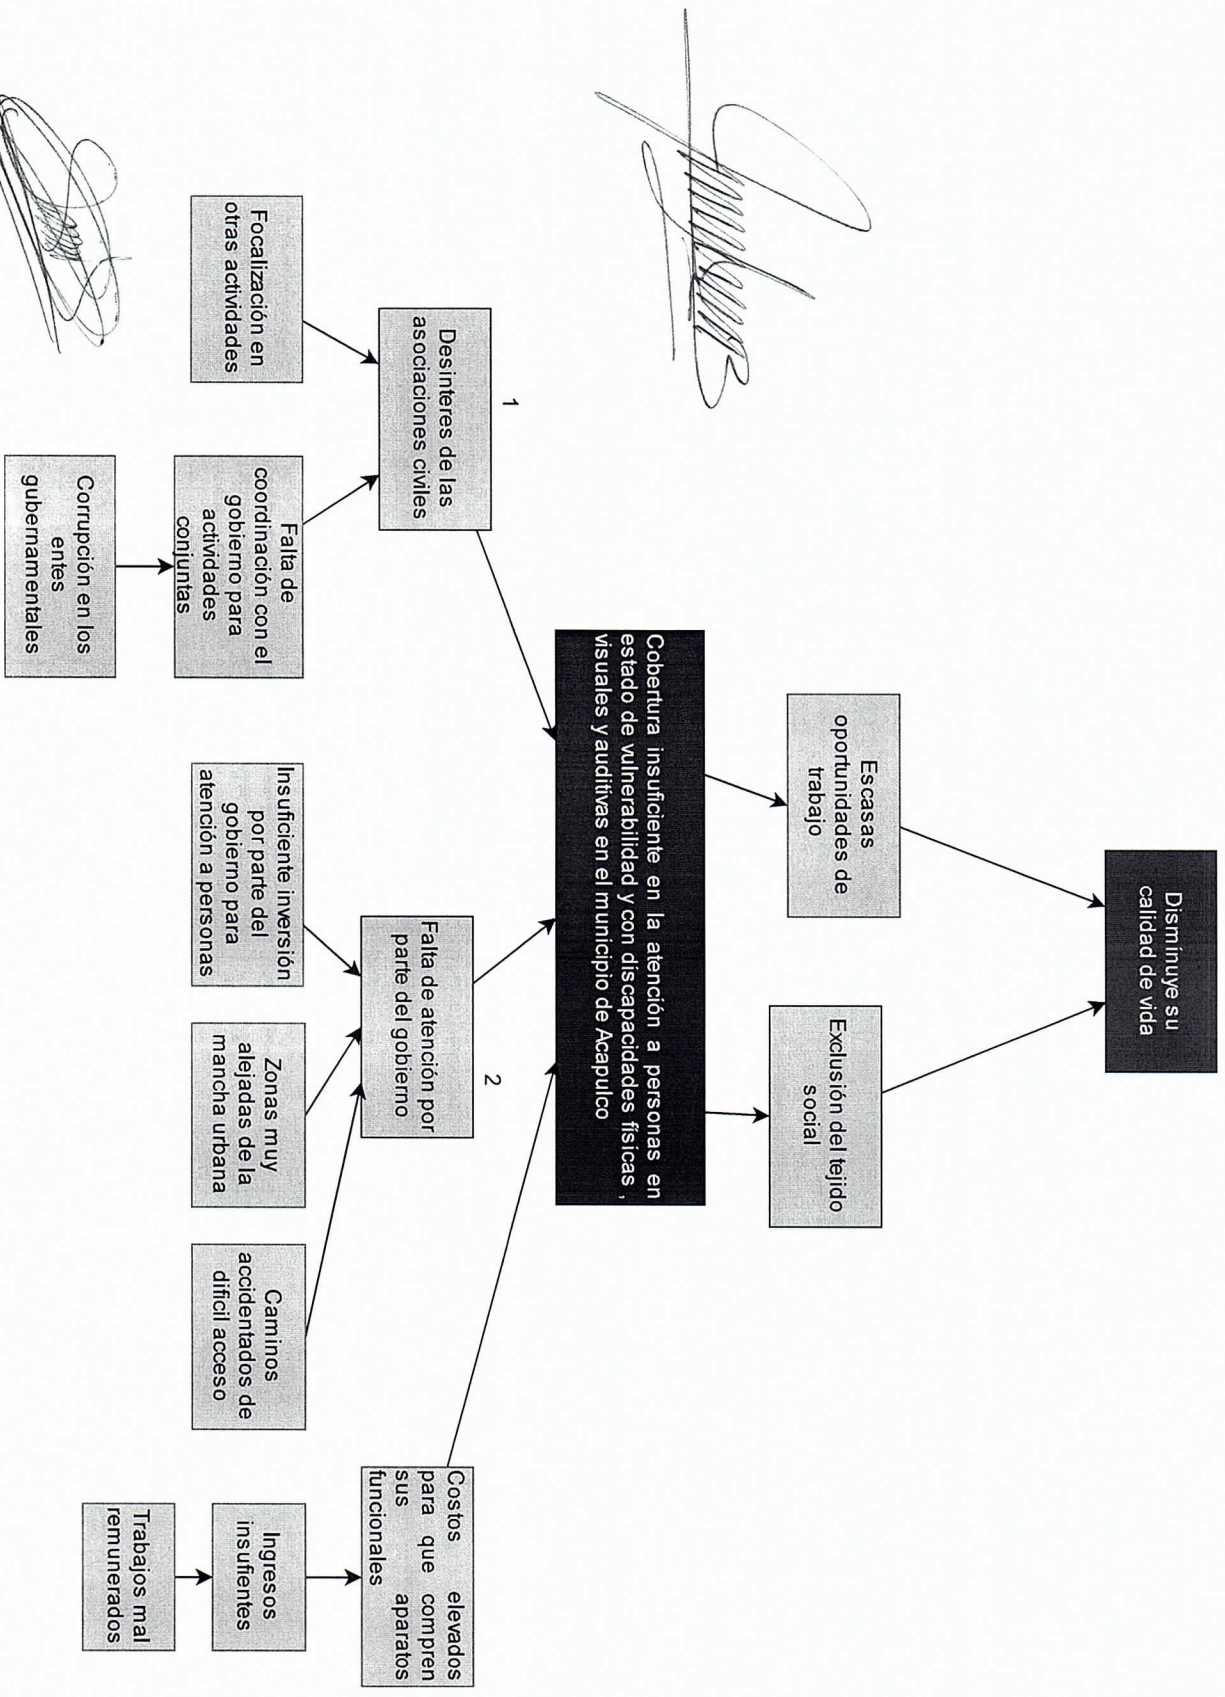 Disminuye su
calidad de vida
Escasas
oportunidades de
trabajo
Exclusión del tejido
social
Cobertura insuficiente en la atención a personas en
estado de vulnerabilidad y con discapacidades físicas ,
visuales y auditivas en el municipio de Acapulco
1
Desinteres de las
asociaciones civiles
2
Falta de atención por
parte del gobierno
Costos elevados
para que compren
sus aparatos
funcionales
Focalización en
otras actividades
Falta de
coordinación con el
gobierno para
actividades
conjuntas
Insuficiente inversión
por parte del
gobierno para
atención a personas
Zonas muy
alejadas de la
mancha urbana
Caminos
accidentados de
dificil acceso
Ingresos
insufientes
Corrupción en los
entes
gubernamentales
Trabajos mal
remunerados